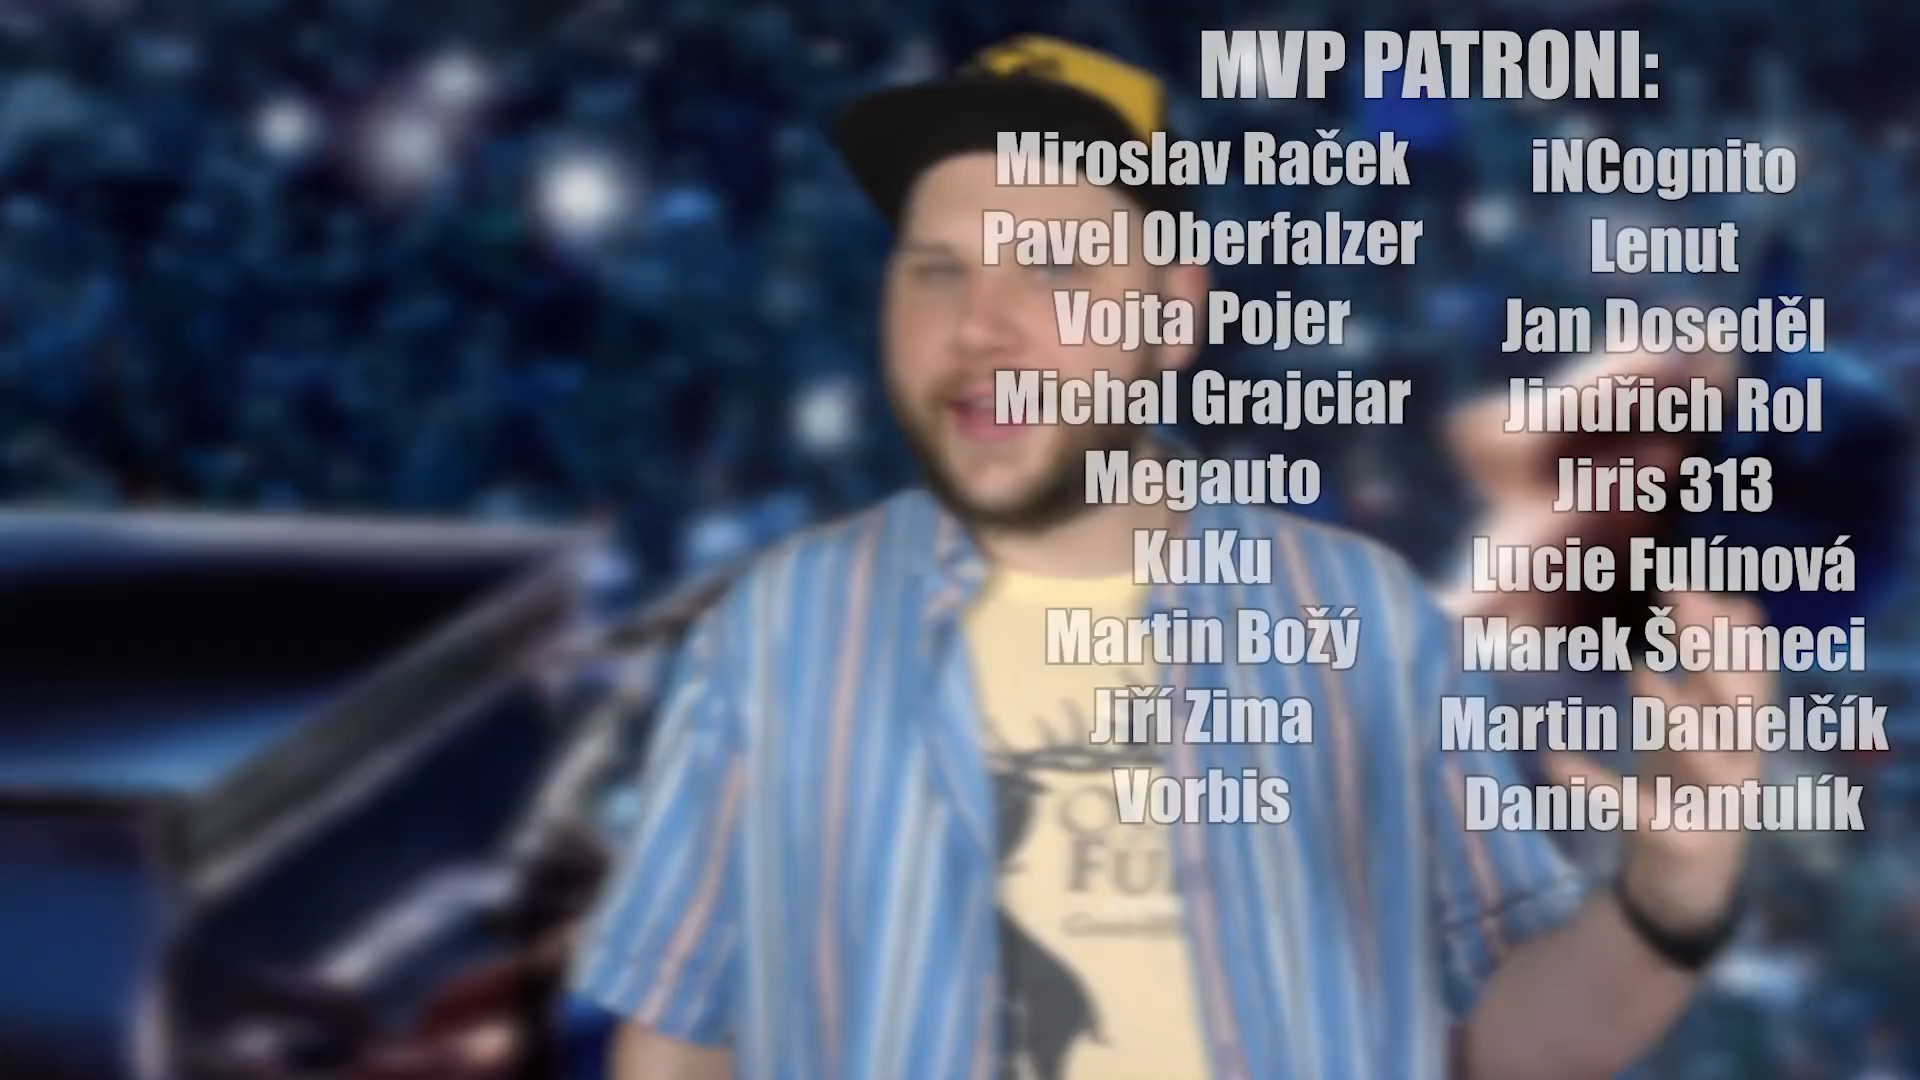 MVP PATRONI:
Miroslav Raček
Pavel Oberfalzer
Vojta Pojer
Michal Grajciar
Megauto
KuKu
Martin Božý
Jiří Zima
Vorbis
iNCognito
Lenut
Jan Doseděl
Jindřich Rol
Jiris 313
Lucie Fulínová
Marek Šelmeci
Martin Danielčík
Daniel Jantulík